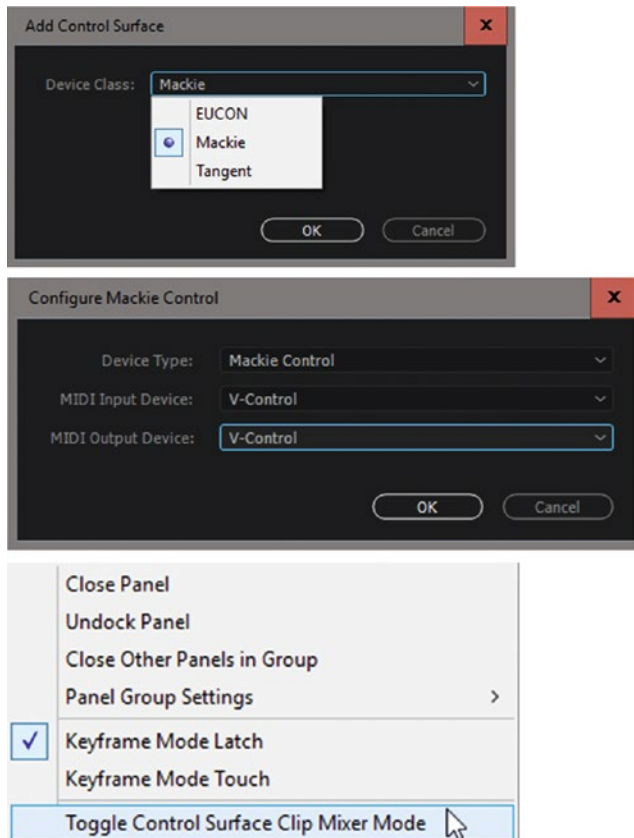 Add Control Surface
x
Device Class: Mackie
EUCON
Mackie
Tangent
OK Cancel
Configure Mackie Control
x
Device Type: Mackie Control
MIDI Input Device: V-Control
MIDI Output Device: V-Control
OK Cancel
Close Panel
Undock Panel
Close Other Panels in Group
Panel Group Settings >
Keyframe Mode Latch
Keyframe Mode Touch
Toggle Control Surface Clip Mixer Mode